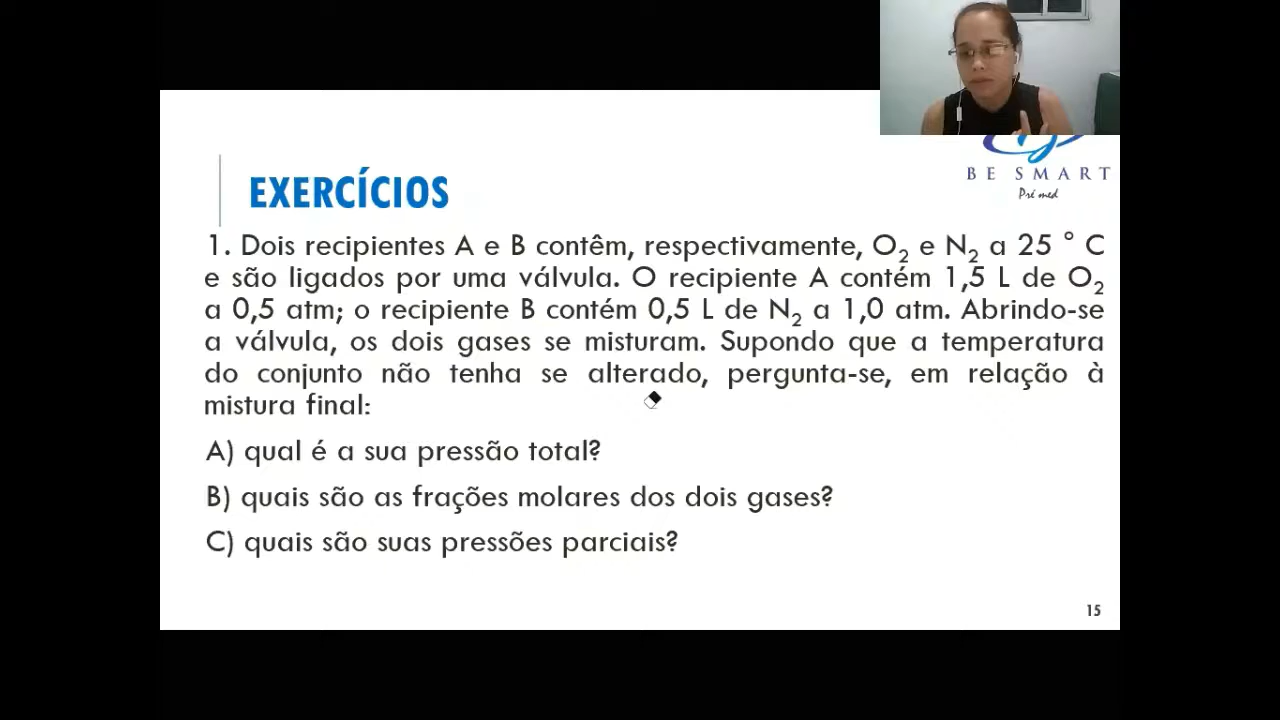 BE SMART
Pré med
EXERCÍCIOS
1. Dois recipientes A e B contêm, respectivamente, O₂ e N₂ a 25 ° C
e são ligados por uma válvula. O recipiente A contém 1,5 L de O₂
a 0,5 atm; o recipiente B contém 0,5 L de N₂ a 1,0 atm. Abrindo-se
a válvula, os dois gases se misturam. Supondo que a temperatura
do conjunto não tenha se alterado, pergunta-se, em relação à
mistura final:
A) qual é a sua pressão total?
B) quais são as frações molares dos dois gases?
C) quais são suas pressões parciais?
15